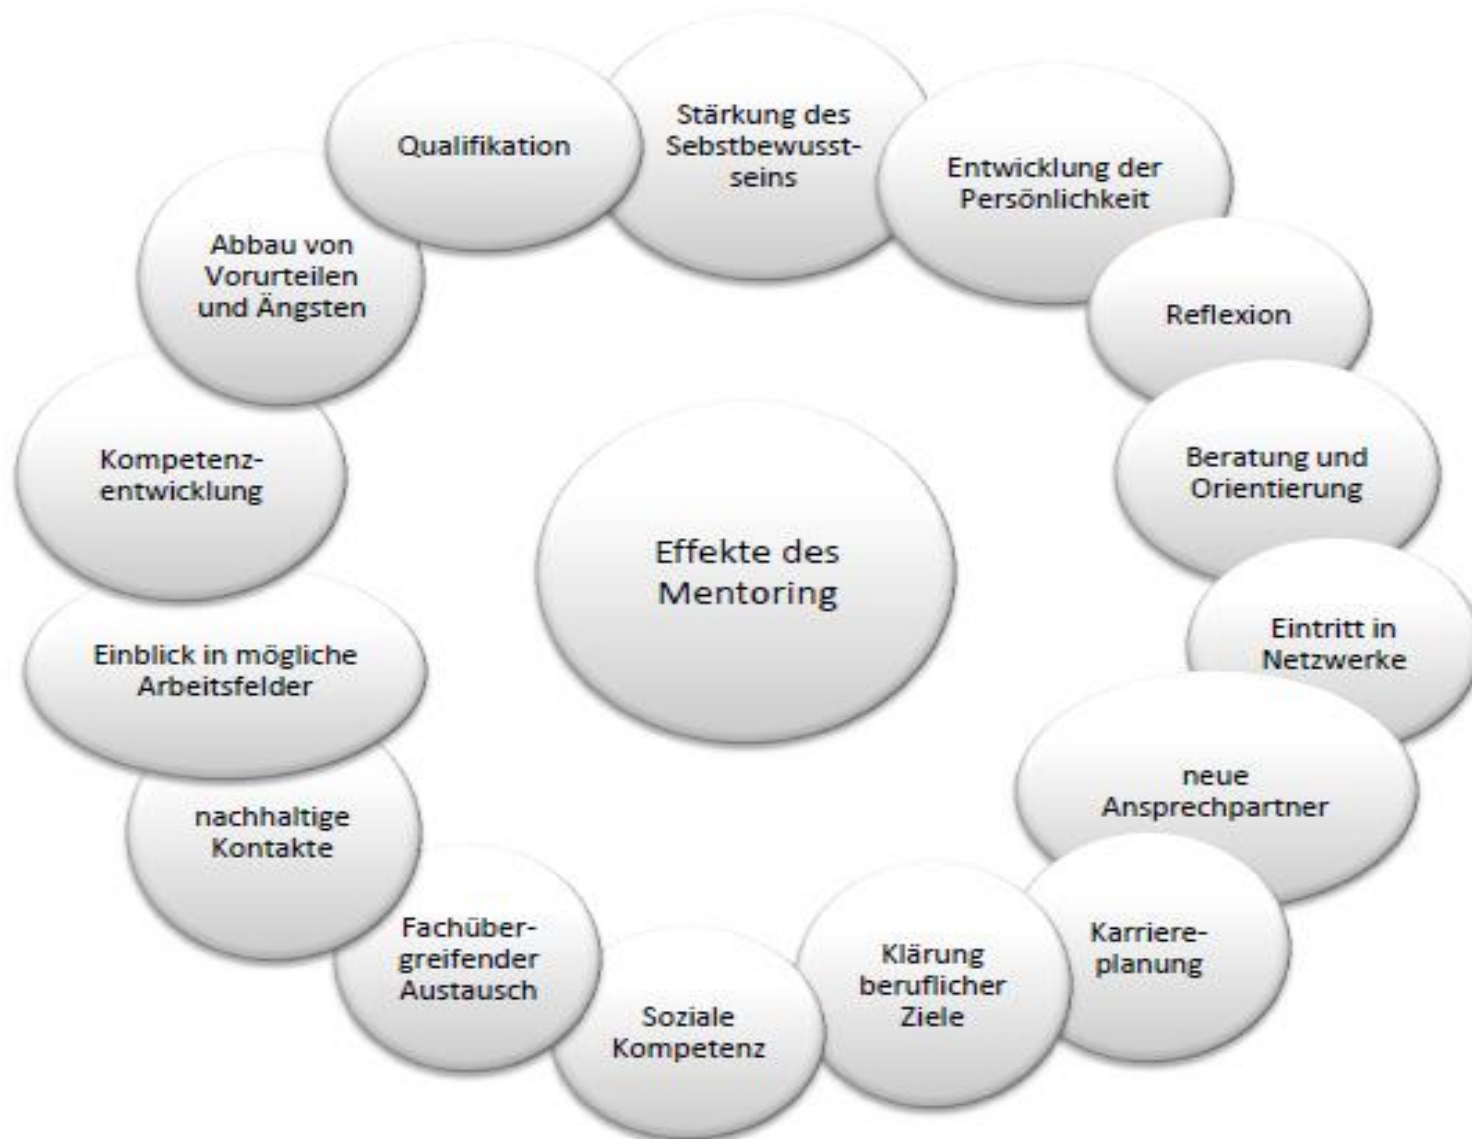 Stärkung des
Sebstbewusst-
seins
Entwicklung der
Persönlichkeit
Reflexion
Beratung und
Orientierung
Eintritt in
Netzwerke
neue
Ansprechpartner
Karriere-
planung
Klärung
beruflicher
Ziele
Soziale
Kompetenz
Fachüber-
greifender
Austausch
nachhaltige
Kontakte
Einblick in mögliche
Arbeitsfelder
Kompetenz-
entwicklung
Abbau von
Vorurteilen
und Ängsten
Qualifikation
Effekte des
Mentoring